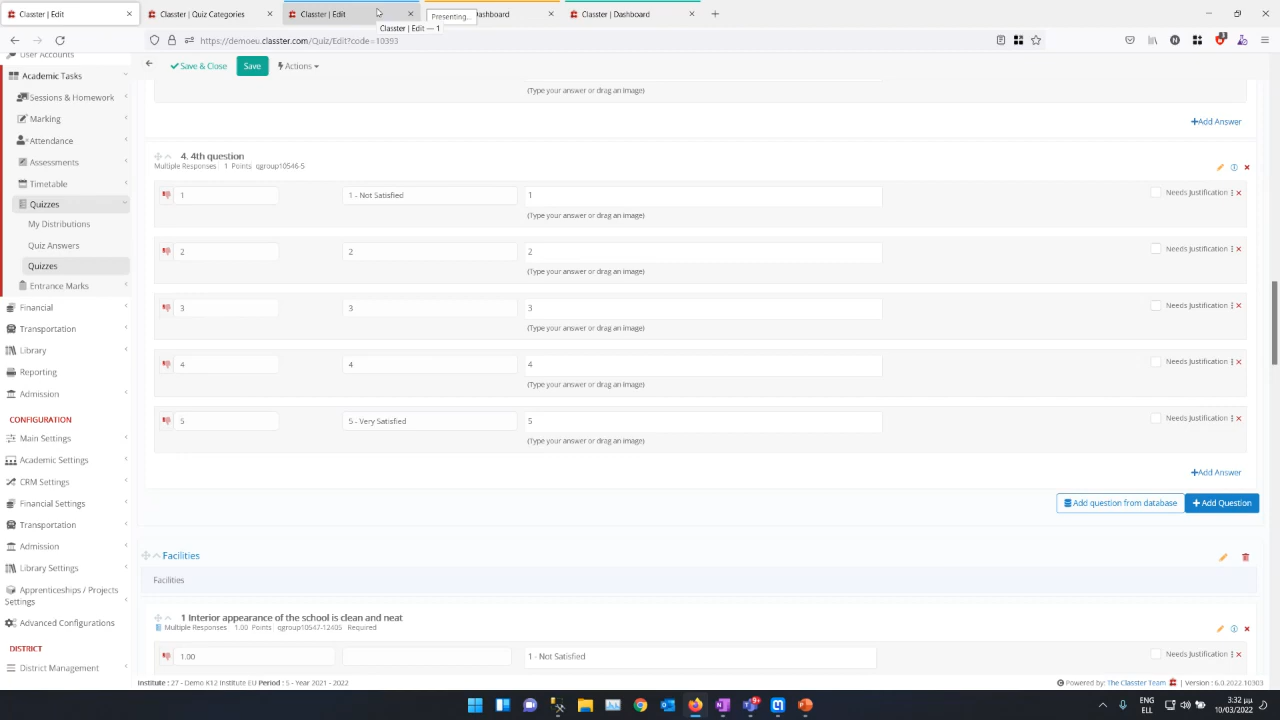 Classter | Edit
Classter | Quiz Categories
Classter | Edit
Presenting...
Dashboard
Classter | Dashboard
Classter | Edit — 1
https://demoeu.classter.com/Quiz/Edit?code=10393
User Accounts
Save & Close
Save
Actions
Academic Tasks
Sessions & Homework
Marking
Attendance
Assessments
Timetable
Quizzes
My Distributions
Quiz Answers
Quizzes
Entrance Marks
Financial
Transportation
Library
Reporting
Admission
CONFIGURATION
Main Settings
Academic Settings
CRM Settings
Financial Settings
Transportation
Admission
Library Settings
Apprenticeships / Projects
Settings
Advanced Configurations
DISTRICT
District Management
(Type your answer or drag an image)
+Add Answer
4. 4th question
Multiple Responses 1 Points qgroup10546-5
1 1 - Not Satisfied 1 Needs Justification
(Type your answer or drag an image)
2 2 2 Needs Justification
(Type your answer or drag an image)
3 3 3 Needs Justification
(Type your answer or drag an image)
4 4 4 Needs Justification
(Type your answer or drag an image)
5 5 - Very Satisfied 5 Needs Justification
(Type your answer or drag an image)
+Add Answer
Add question from database + Add Question
Facilities
Facilities
1 Interior appearance of the school is clean and neat
Multiple Responses 1.00 Points qgroup10547-12405 Required
1.00 1 - Not Satisfied Needs Justification
Institute : 27 - Demo K12 Institute EU Period : 5 - Year 2021 - 2022
Powered by: The Classter Team | Version : 6.0.2022.10303
ENG
ELL
3:32 μμ
10/03/2022